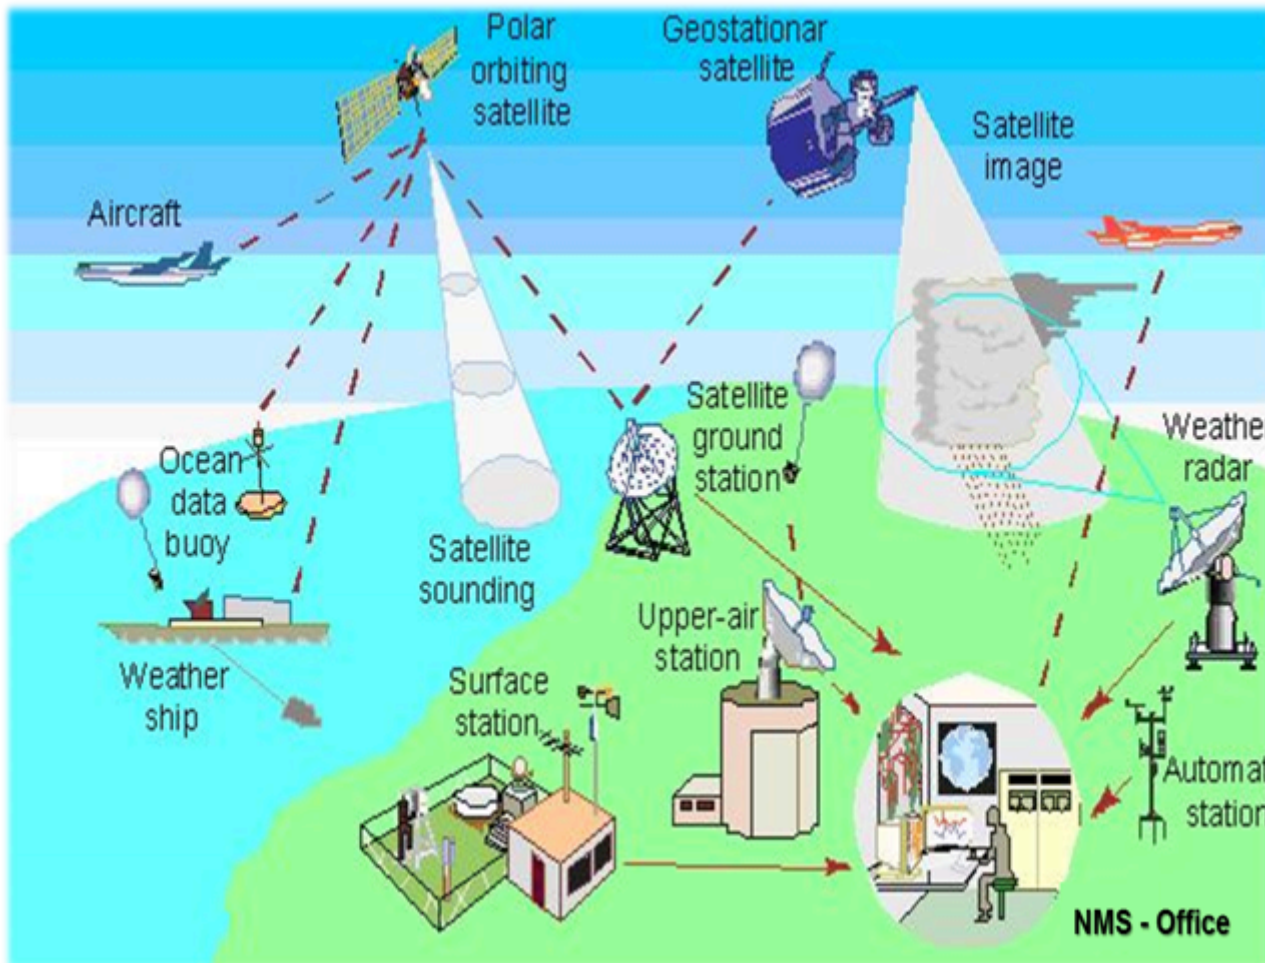 Polar
orbiting
satellite
Geostationar
satellite
Satellite
image
Aircraft
Satellite
ground
station
Weather
radar
Ocean
data
buoy
Satellite
sounding
Upper-air
station
Weather
ship
Surface
station
Automat
station
NMS - Office